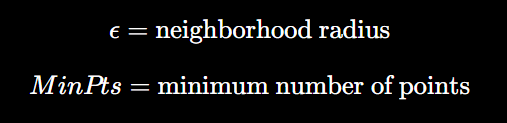 ϵ = neighborhood radius
MinPts = minimum number of points